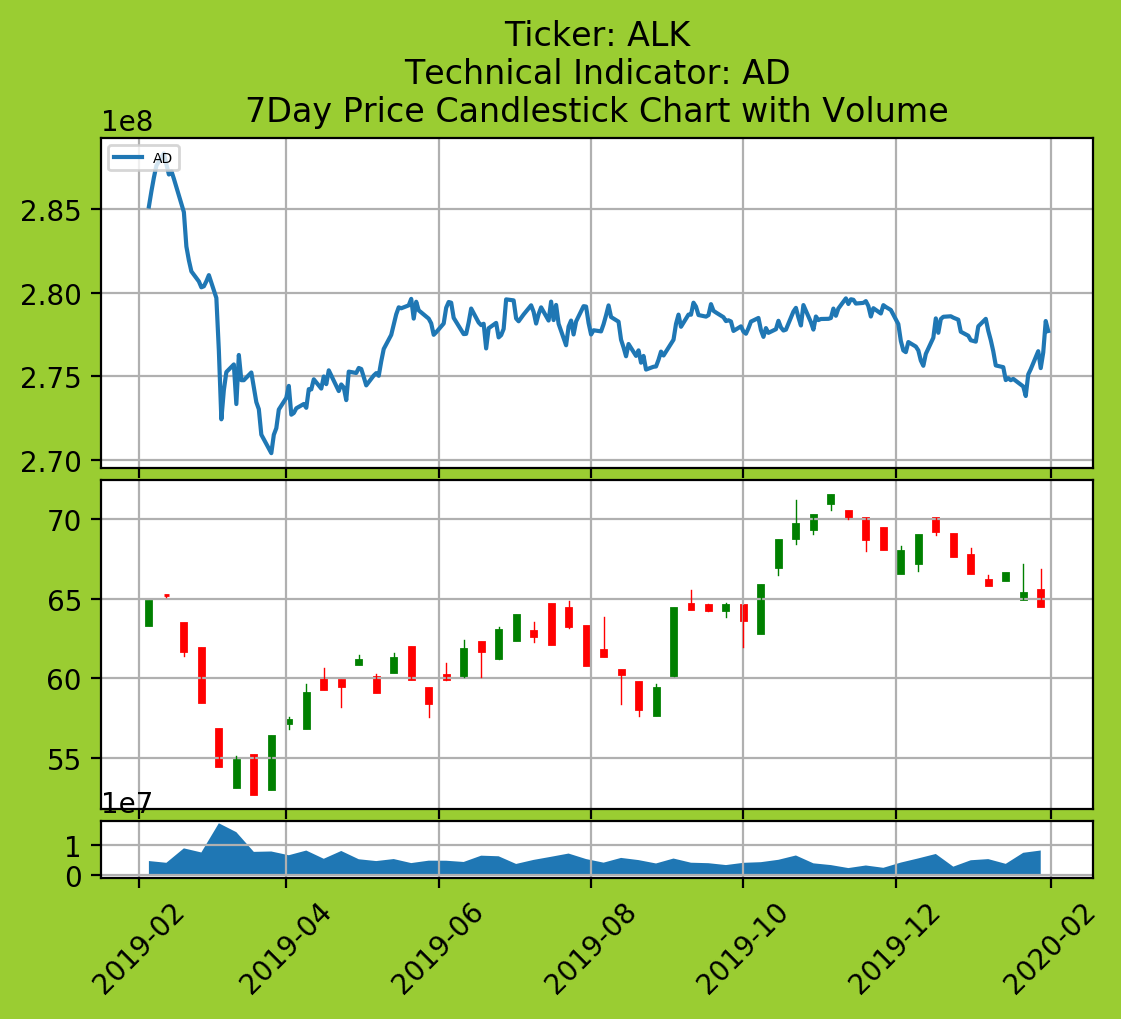 Ticker: ALK
Technical Indicator: AD
7Day Price Candlestick Chart with Volume
1e8
AD
2.85
2.80
2.75
2.70
70
65
60
55
1e7
1
0
2019-02
2019-04
2019-06
2019-08
2019-10
2019-12
2020-02